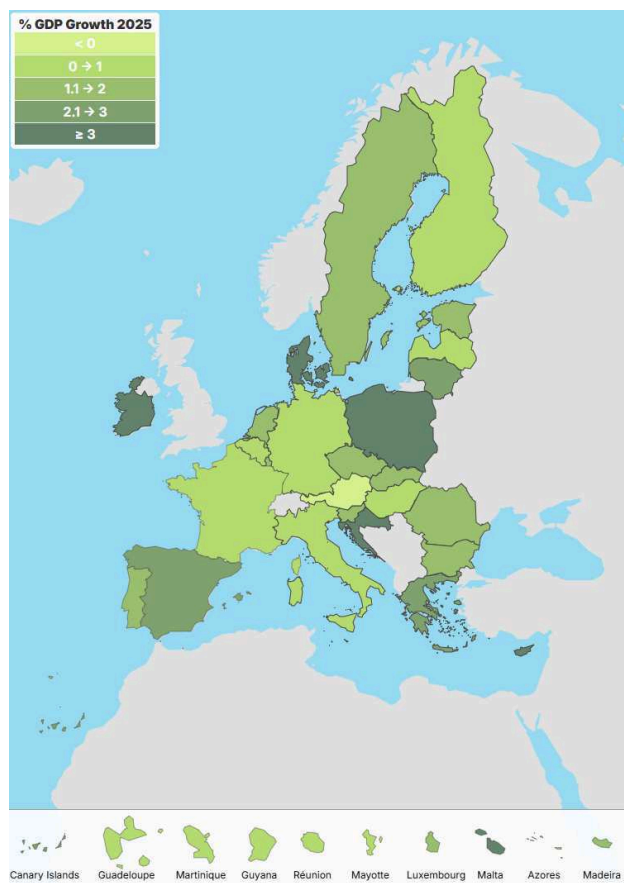 % GDP Growth 2025
< 0
0 → 1
1.1 → 2
2.1 → 3
≥ 3
Canary Islands Guadeloupe Martinique Guyana Réunion Mayotte Luxembourg Malta Azores Madeira